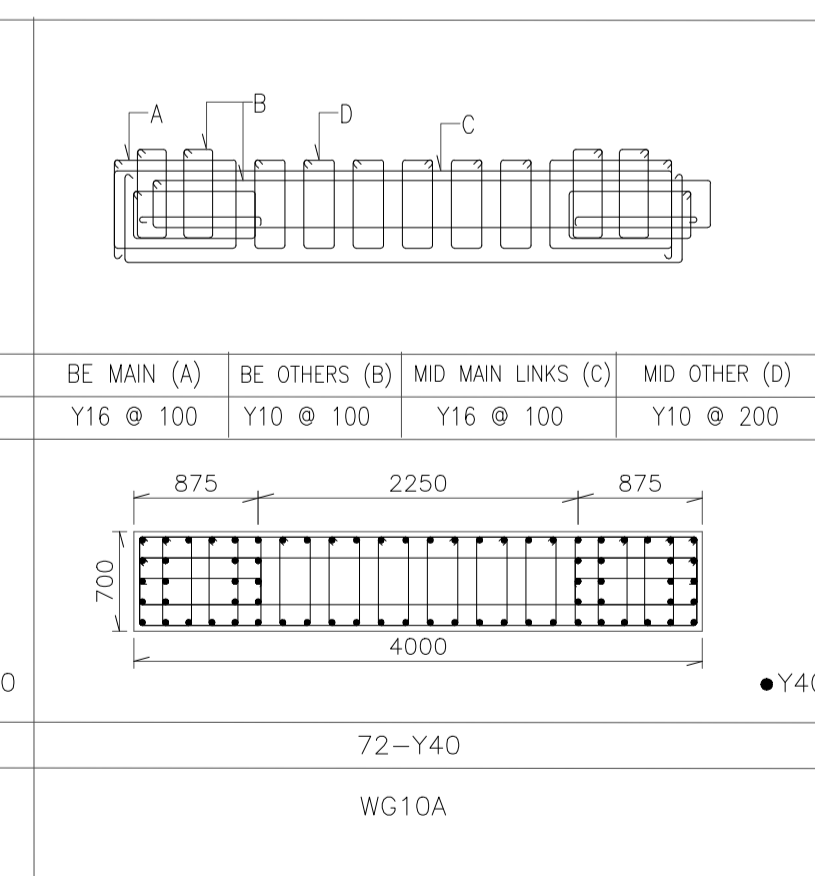 A
B
D
C
BE MAIN (A) BE OTHERS (B) MID MAIN LINKS (C) MID OTHER (D)
Y16 @ 100 Y10 @ 100 Y16 @ 100 Y10 @ 200
875 2250 875
700
4000
0
Y40
72-Y40
WG10A